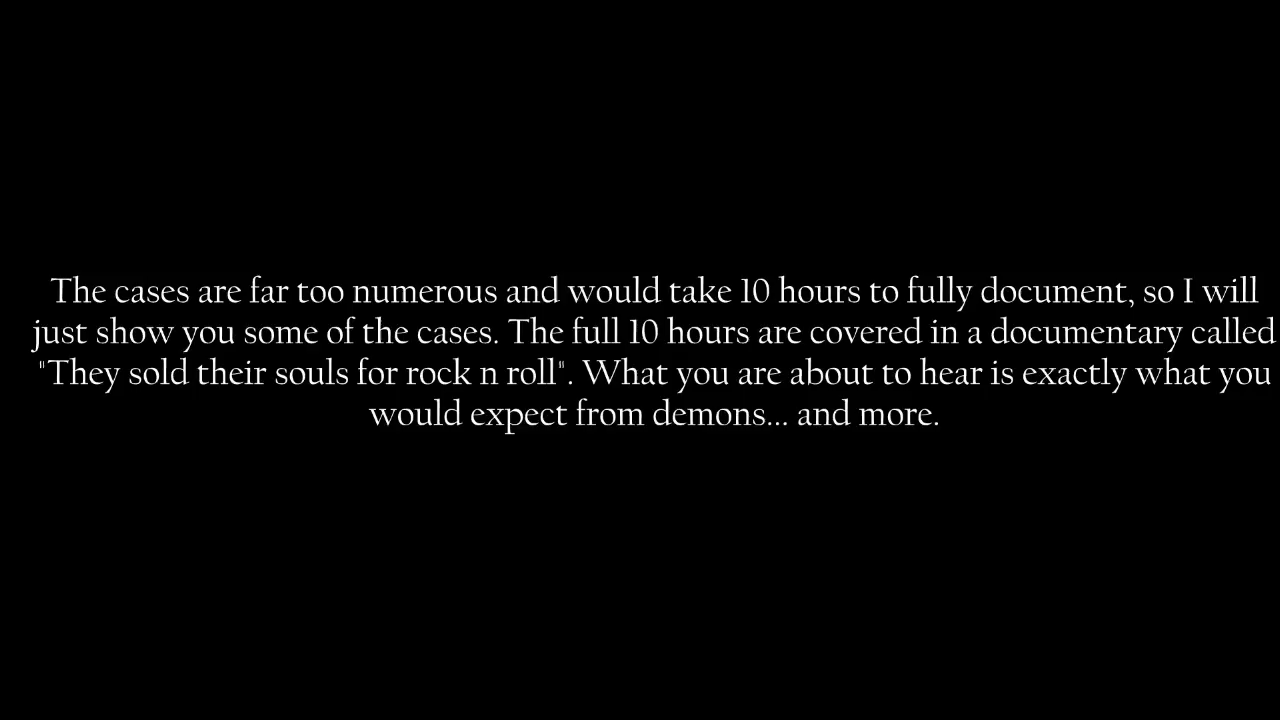 The cases are far too numerous and would take 10 hours to fully document, so I will
just show you some of the cases. The full 10 hours are covered in a documentary called
"They sold their souls for rock n roll". What you are about to hear is exactly what you
would expect from demons... and more.